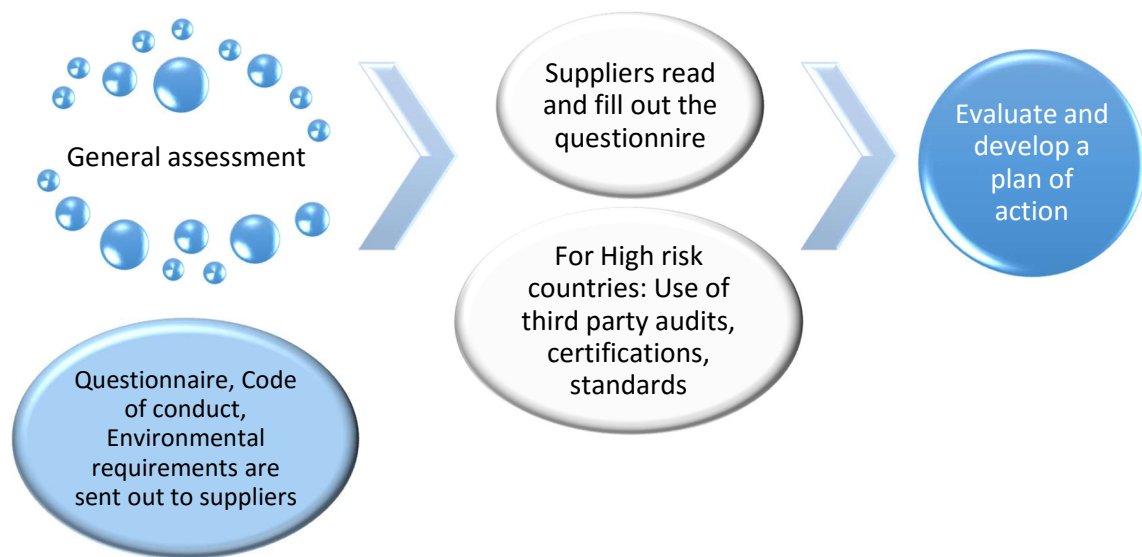 General assessment
Questionnaire, Code
of conduct,
Environmental
requirements are
sent out to suppliers
Suppliers read
and fill out the
questionnire
For High risk
countries: Use of
third party audits,
certifications,
standards
Evaluate and
develop a
plan of
action